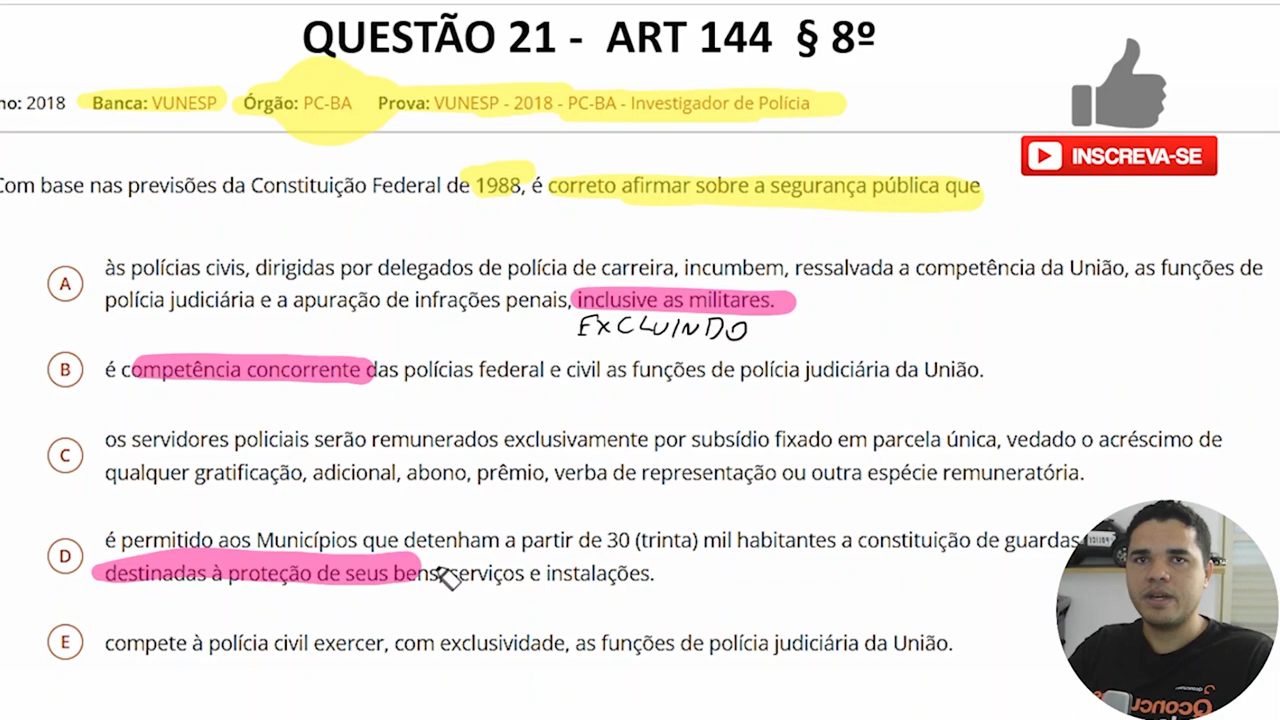 QUESTÃO 21 - ART 144 § 8º
no: 2018 Banca: VUNESP Órgão: PC-BA Prova: VUNESP - 2018 - PC-BA - Investigador de Polícia
INSCREVA-SE
Com base nas previsões da Constituição Federal de 1988, é correto afirmar sobre a segurança pública que
A às polícias civis, dirigidas por delegados de polícia de carreira, incumbem, ressalvada a competência da União, as funções de
polícia judiciária e a apuração de infrações penais, inclusive as militares.
EXCLUINDO
B é competência concorrente das polícias federal e civil as funções de polícia judiciária da União.
C os servidores policiais serão remunerados exclusivamente por subsídio fixado em parcela única, vedado o acréscimo de
qualquer gratificação, adicional, abono, prêmio, verba de representação ou outra espécie remuneratória.
D é permitido aos Municípios que detenham a partir de 30 (trinta) mil habitantes a constituição de guardas
destinadas à proteção de seus bens, serviços e instalações.
E compete à polícia civil exercer, com exclusividade, as funções de polícia judiciária da União.